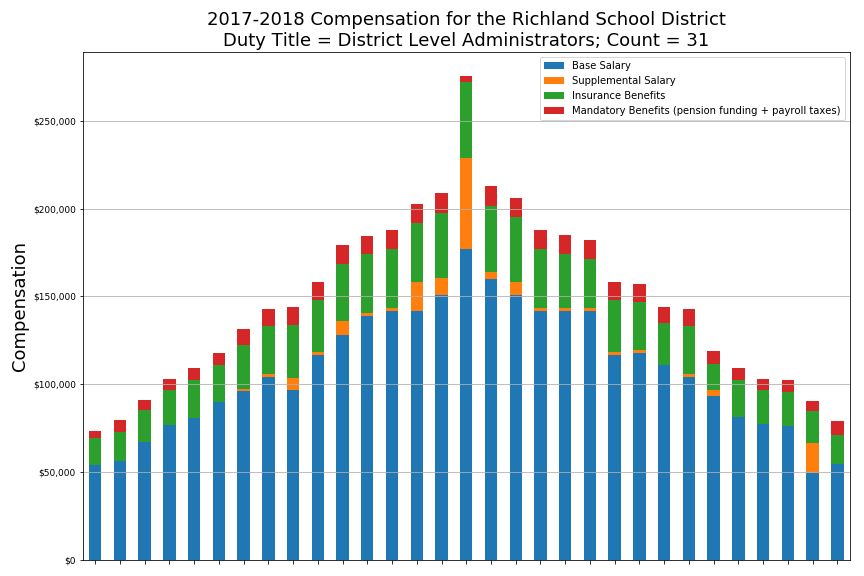 2017-2018 Compensation for the Richland School District
Duty Title = District Level Administrators; Count = 31
Base Salary
Supplemental Salary
Insurance Benefits
Mandatory Benefits (pension funding + payroll taxes)
$250,000
$200,000
$150,000
$100,000
$50,000
$0
Compensation